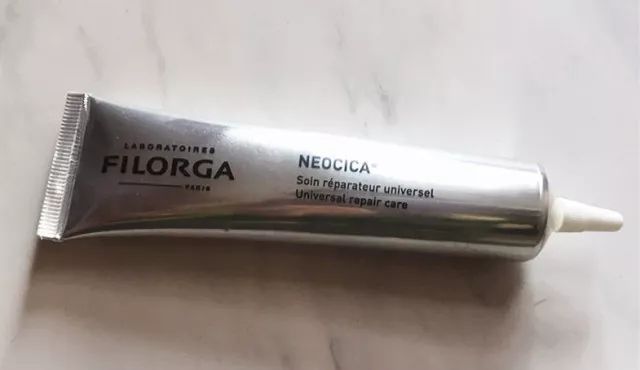 LABORATOIRES
FILORGA
PARIS
NEOCICA
Soin réparateur universel
Universal repair care